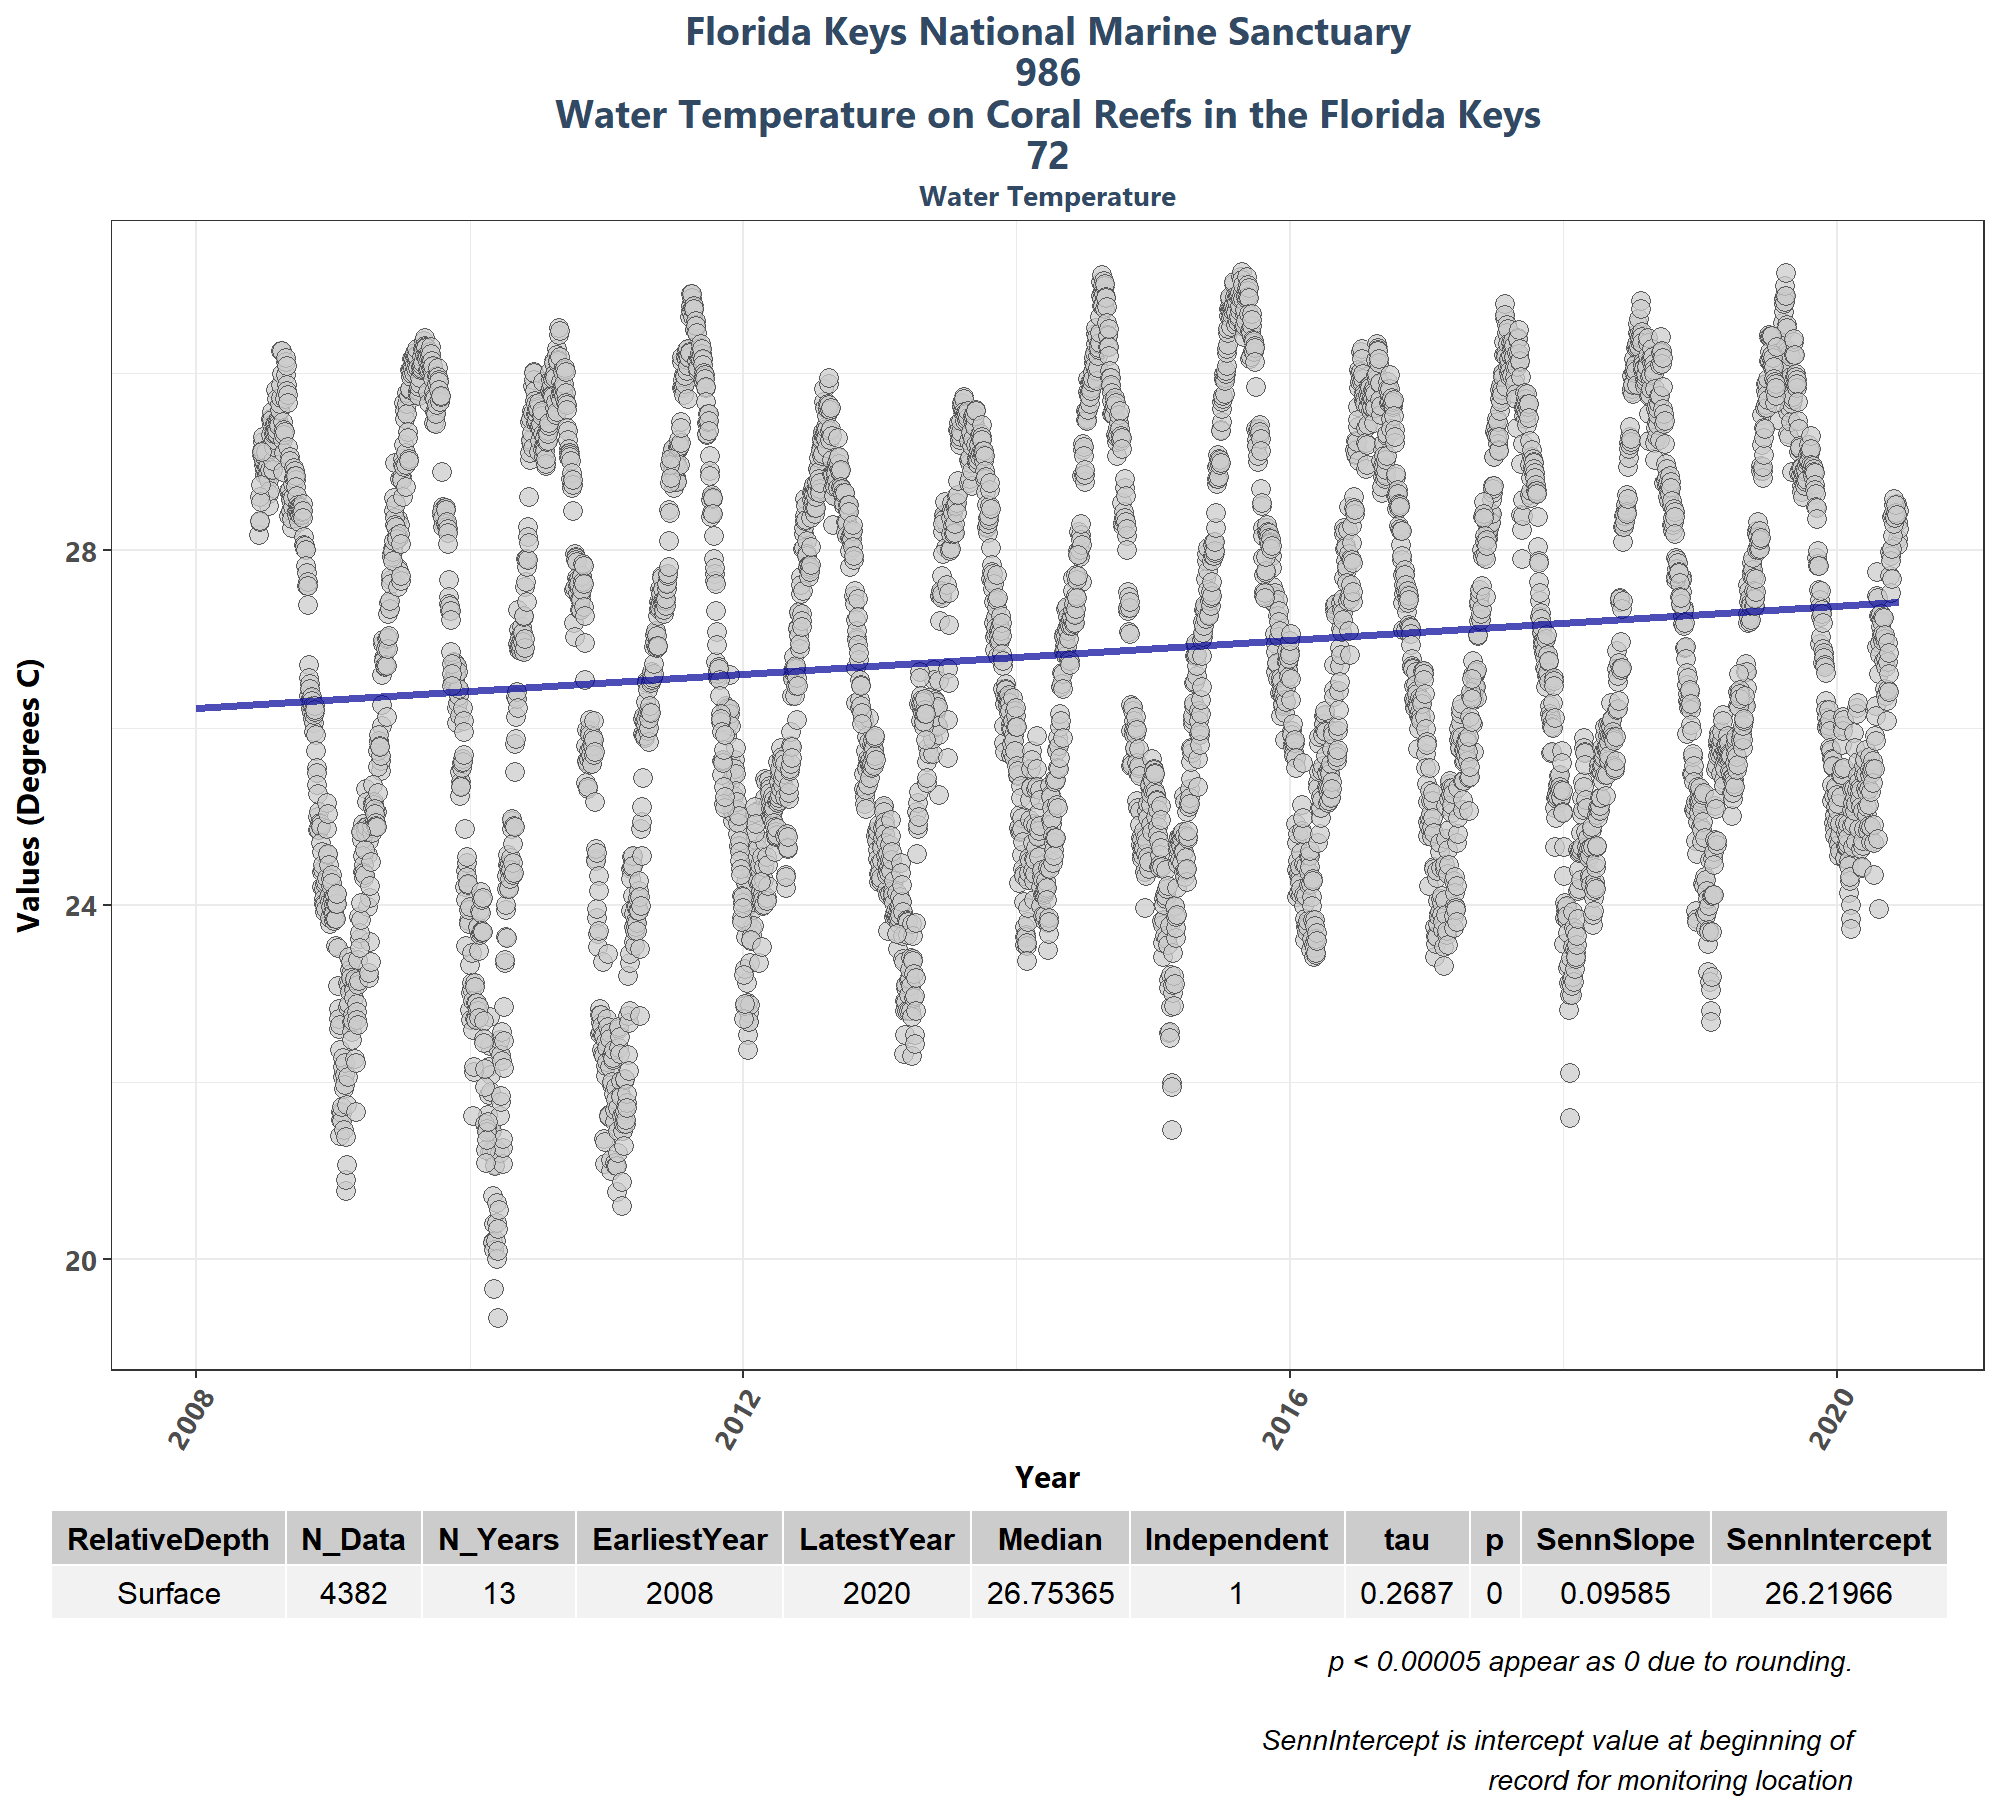 Florida Keys National Marine Sanctuary
986
Water Temperature on Coral Reefs in the Florida Keys
72
Water Temperature
Values (Degrees C)
28
24
20
2008
2012
2016
2020
Year
RelativeDepth N_Data N_Years EarliestYear LatestYear Median Independent tau p SennSlope SennIntercept
Surface 4382 13 2008 2020 26.75365 1 0.2687 0 0.09585 26.21966
p < 0.00005 appear as 0 due to rounding.
SennIntercept is intercept value at beginning of
record for monitoring location